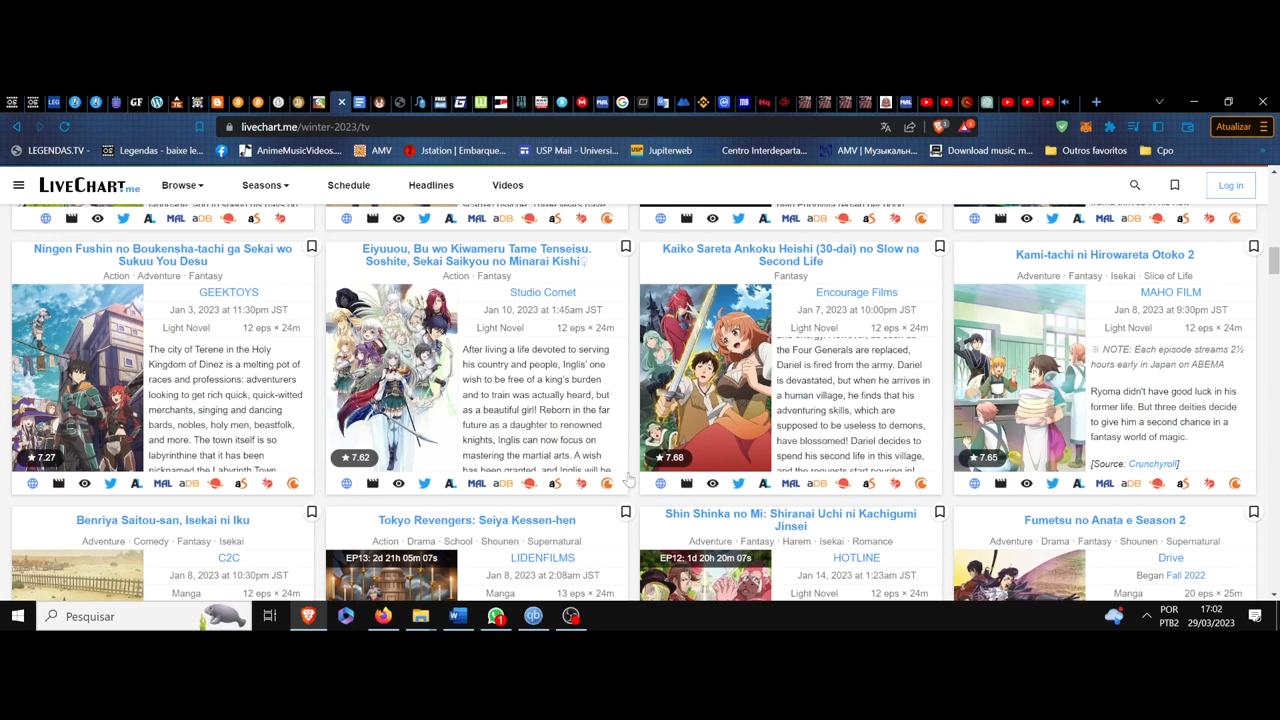 livechart.me/winter-2023/tv
Atualizar
LEGENDAS.TV -
Legendas - baixe le...
AnimeMusicVideos....
AMV
Jstation | Embarque...
USP Mail - Universi...
Jupiterweb
Centro Interdeparta...
AMV | Музыкальн...
Download music, m...
Outros favoritos
Cpo
LIVECHART.me
Browse
Seasons
Schedule
Headlines
Videos
Log in
Ningen Fushin no Boukensha-tachi ga Sekai wo
Sukuu You Desu
Action · Adventure · Fantasy
GEEKTOYS
Jan 3, 2023 at 11:30pm JST
Light Novel
12 eps × 24m
The city of Terene in the Holy
Kingdom of Dinez is a melting pot of
races and professions: adventurers
looking to get rich quick, quick-witted
merchants, singing and dancing
bards, nobles, holy men, beastfolk,
and more. The town itself is so
labyrinthine that it has been
nicknamed the Labyrinth Town
7.27
Eiyuuou, Bu wo Kiwameru Tame Tenseisu.
Soshite, Sekai Saikyou no Minarai Kishi♀
Action · Fantasy
Studio Comet
Jan 10, 2023 at 1:45am JST
Light Novel
12 eps × 24m
After living a life devoted to serving
his country and people, Inglis' one
wish to be free of a king's burden
and to train was actually heard, but
as a beautiful girl! Reborn in the far
future as a daughter to renowned
knights, Inglis can now focus on
mastering the martial arts. A wish
has been granted, and Inglis will be
7.62
Kaiko Sareta Ankoku Heishi (30-dai) no Slow na
Second Life
Fantasy
Encourage Films
Jan 7, 2023 at 10:00pm JST
Light Novel
12 eps × 24m
the Four Generals are replaced,
Dariel is fired from the army. Dariel
is devastated, but when he arrives in
a human village, he finds that his
adventuring skills, which are
supposed to be useless to demons,
have blossomed! Dariel decides to
spend his second life in this village,
and the requests start pouring in!
7.68
Kami-tachi ni Hirowareta Otoko 2
Adventure · Fantasy · Isekai · Slice of Life
MAHO FILM
Jan 8, 2023 at 9:30pm JST
Light Novel
12 eps × 24m
※ NOTE: Each episode streams 2½
hours early in Japan on ABEMA
Ryoma didn't have good luck in his
former life. But three deities decide
to give him a second chance in a
fantasy world of magic.
[Source: Crunchyroll]
7.65
Benriya Saitou-san, Isekai ni Iku
Adventure · Comedy · Fantasy · Isekai
C2C
Jan 8, 2023 at 10:30pm JST
Manga
12 eps × 24m
Tokyo Revengers: Seiya Kessen-hen
Action · Drama · School · Shounen · Supernatural
EP13: 2d 21h 05m 07s
LIDENFILMS
Jan 8, 2023 at 2:08am JST
Manga
13 eps × 24m
Shin Shinka no Mi: Shiranai Uchi ni Kachigumi
Jinsei
Adventure · Fantasy · Harem · Isekai · Romance
EP12: 1d 20h 20m 07s
HOTLINE
Jan 14, 2023 at 1:23am JST
Light Novel
12 eps × 24m
Fumetsu no Anata e Season 2
Adventure · Drama · Fantasy · Shounen · Supernatural
Drive
Began Fall 2022
Manga
20 eps × 25m
Pesquisar
POR
PTB2
17:02
29/03/2023